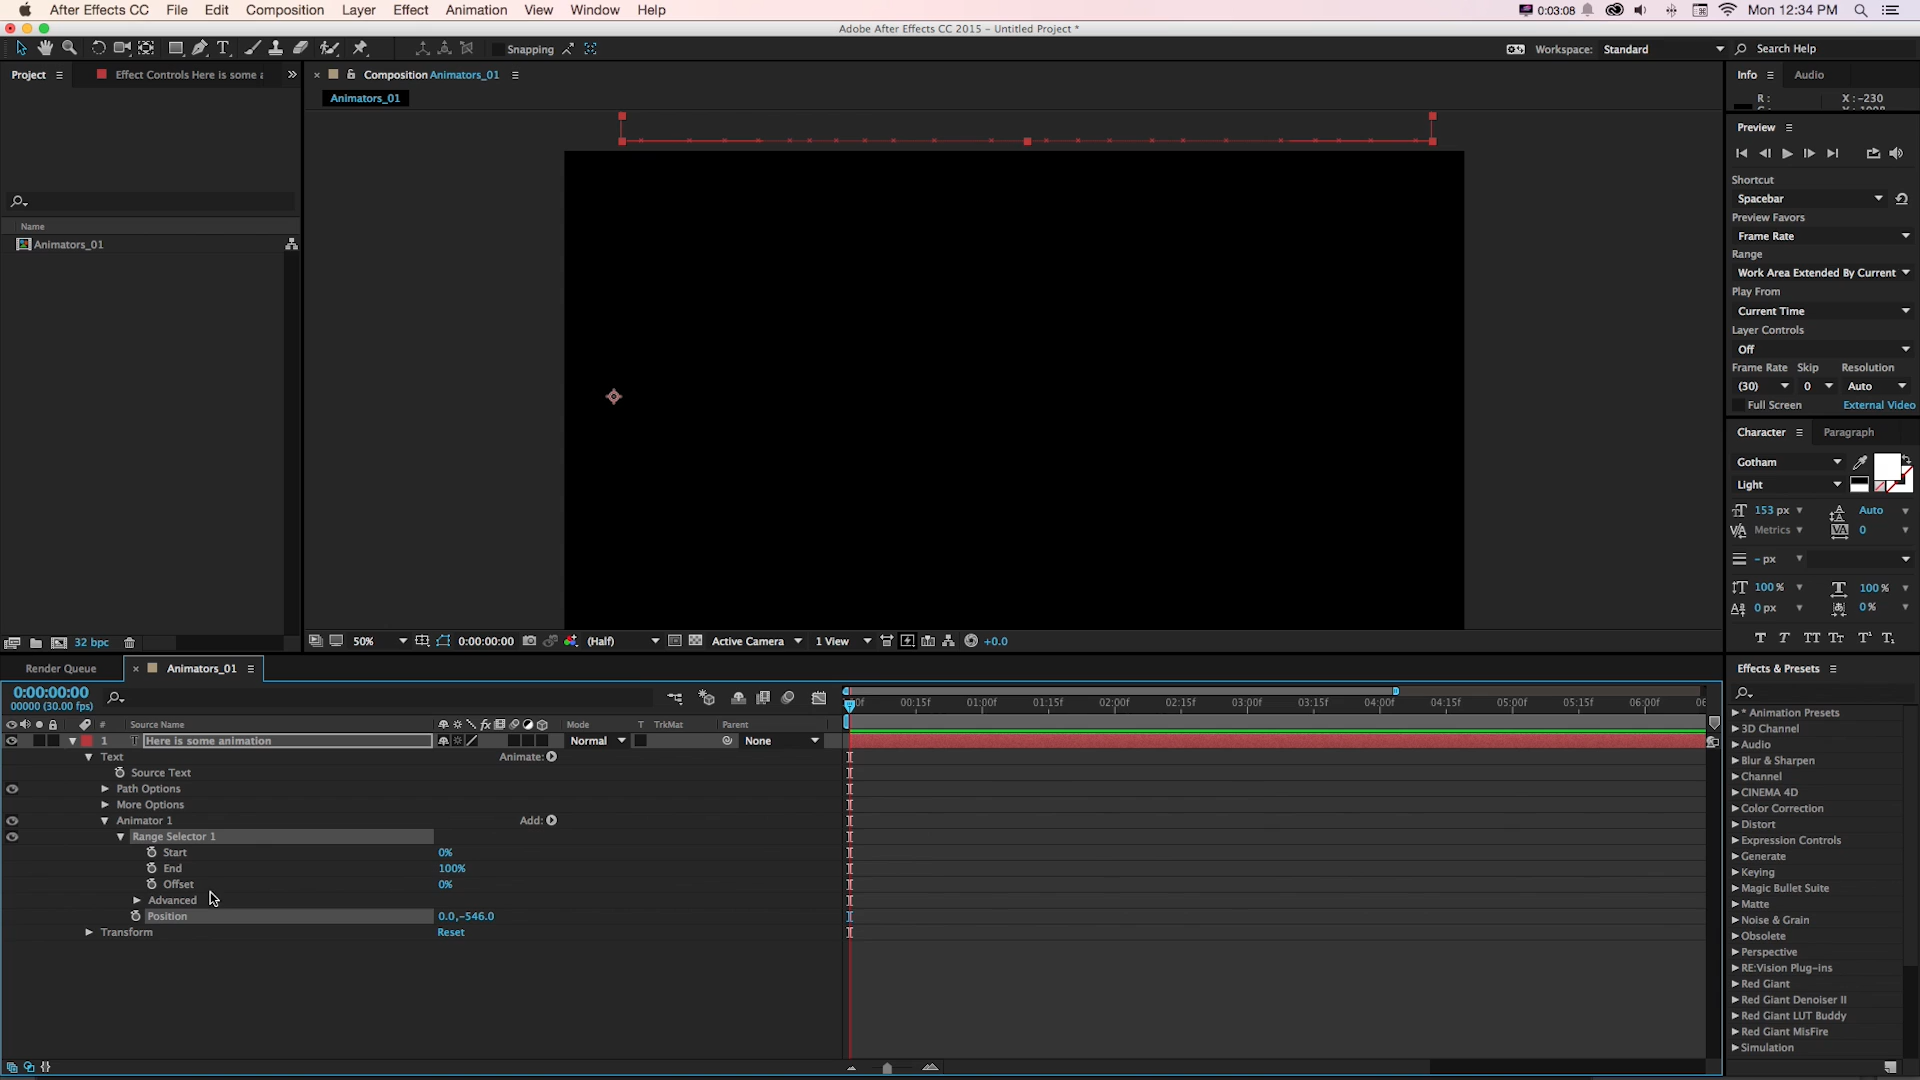 After Effects CC File Edit Composition Layer Effect Animation View Window Help 0:03:08 Mon 12:34 PM
Adobe After Effects CC 2015 - Untitled Project *
Snapping Workspace: Standard Search Help
Project Effect Controls Here is some a
Composition Animators_01
Animators_01
Name
Animators_01
32 bpc
50% 0:00:00:00 (Half) Active Camera 1 View +0.0
Info Audio
R: X: -230
Preview
Shortcut
Spacebar
Preview Favors
Frame Rate
Range
Work Area Extended By Current
Play From
Current Time
Layer Controls
Off
Frame Rate Skip Resolution
(30) 0 Auto
Full Screen External Video
Character Paragraph
Gotham
Light
153 px Auto
Metrics 0
- px
100% 100%
0 px 0%
Effects & Presets
* Animation Presets
3D Channel
Audio
Blur & Sharpen
Channel
CINEMA 4D
Color Correction
Distort
Expression Controls
Generate
Keying
Magic Bullet Suite
Matte
Noise & Grain
Obsolete
Perspective
RE:Vision Plug-ins
Red Giant
Red Giant Denoiser II
Red Giant LUT Buddy
Red Giant MisFire
Simulation
Render Queue Animators_01
0:00:00:00
00000 (30.00 fps)
00:15f 01:00f 01:15f 02:00f 02:15f 03:00f 03:15f 04:00f 04:15f 05:00f 05:15f 06:00f
# Source Name Mode T TrkMat Parent
1 T Here is some animation Normal None
Text Animate:
Source Text
Path Options
More Options
Animator 1 Add:
Range Selector 1
Start 0%
End 100%
Offset 0%
Advanced
Position 0.0,-546.0
Transform Reset